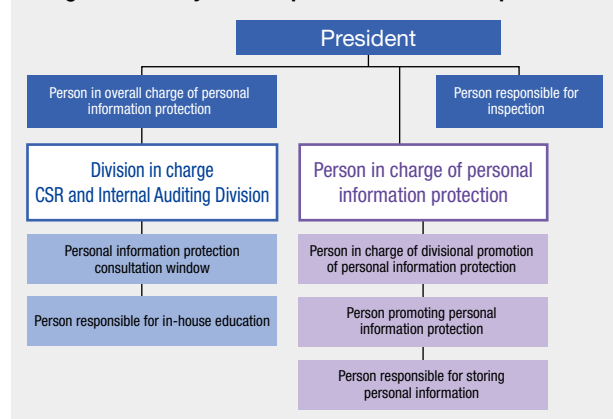 President
Person in overall charge of personal
information protection
Person responsible for
inspection
Division in charge
CSR and Internal Auditing Division
Person in charge of personal
information protection
Personal information protection
consultation window
Person in charge of divisional promotion
of personal information protection
Person responsible for in-house education
Person promoting personal
information protection
Person responsible for storing
personal information